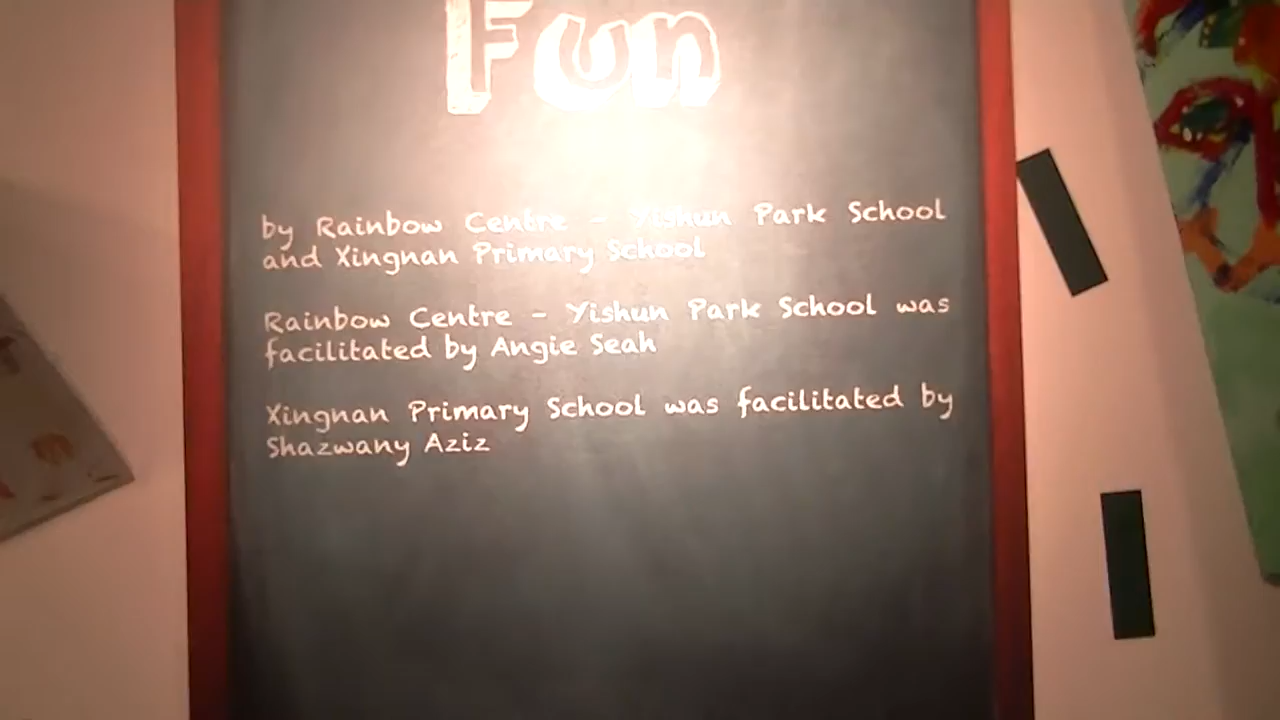 Fun
by Rainbow Centre - Yishun Park School
and Xingnan Primary School
Rainbow Centre - Yishun Park School was
facilitated by Angie Seah
Xingnan Primary School was facilitated by
Shazwany Aziz